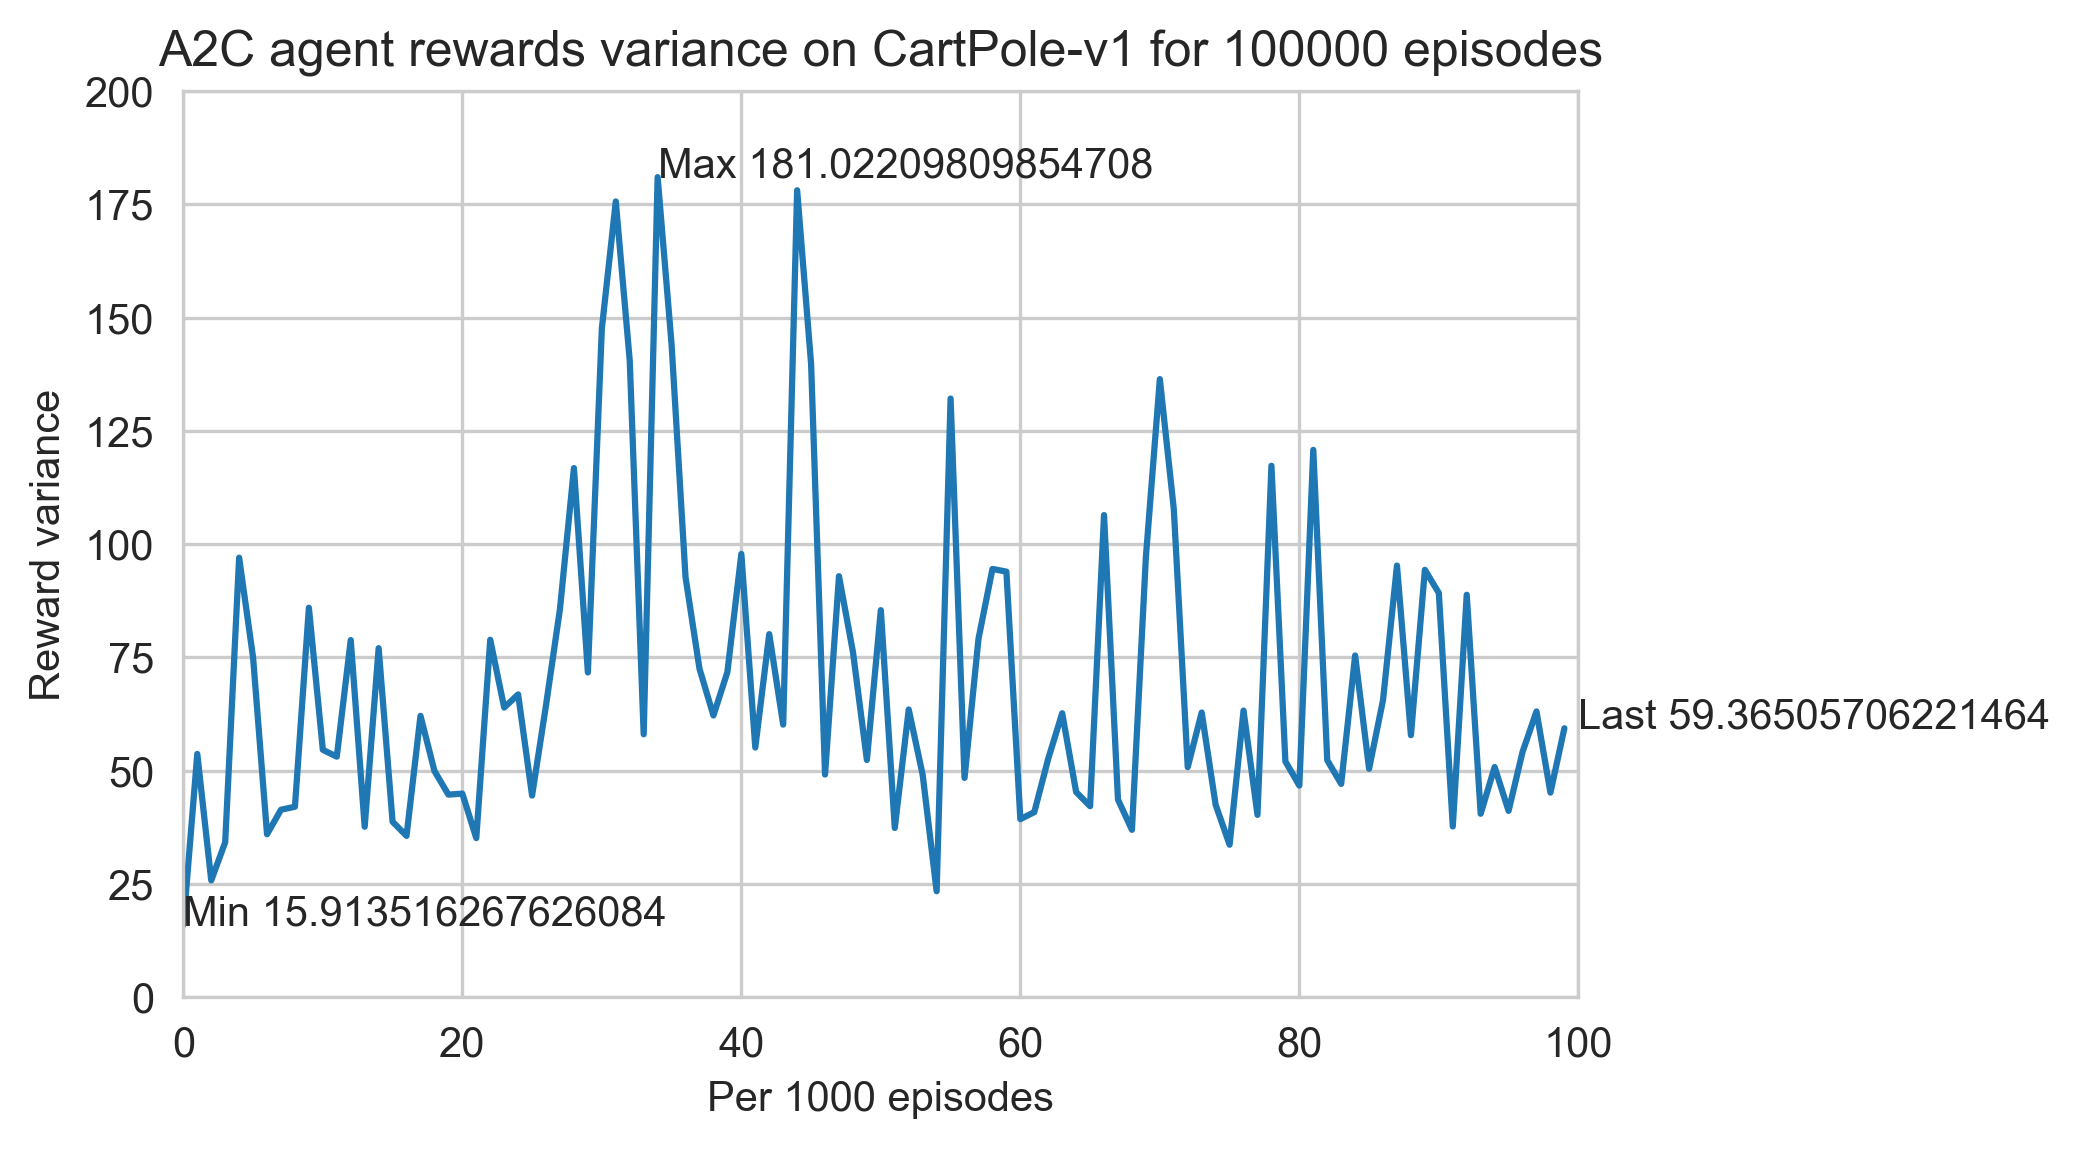 A2C agent rewards variance on CartPole-v1 for 100000 episodes
200
175
150
125
100
75
50
25
0
Reward variance
Max 181.02209809854708
Last 59.36505706221464
Min 15.913516267626084
0 20 40 60 80 100
Per 1000 episodes